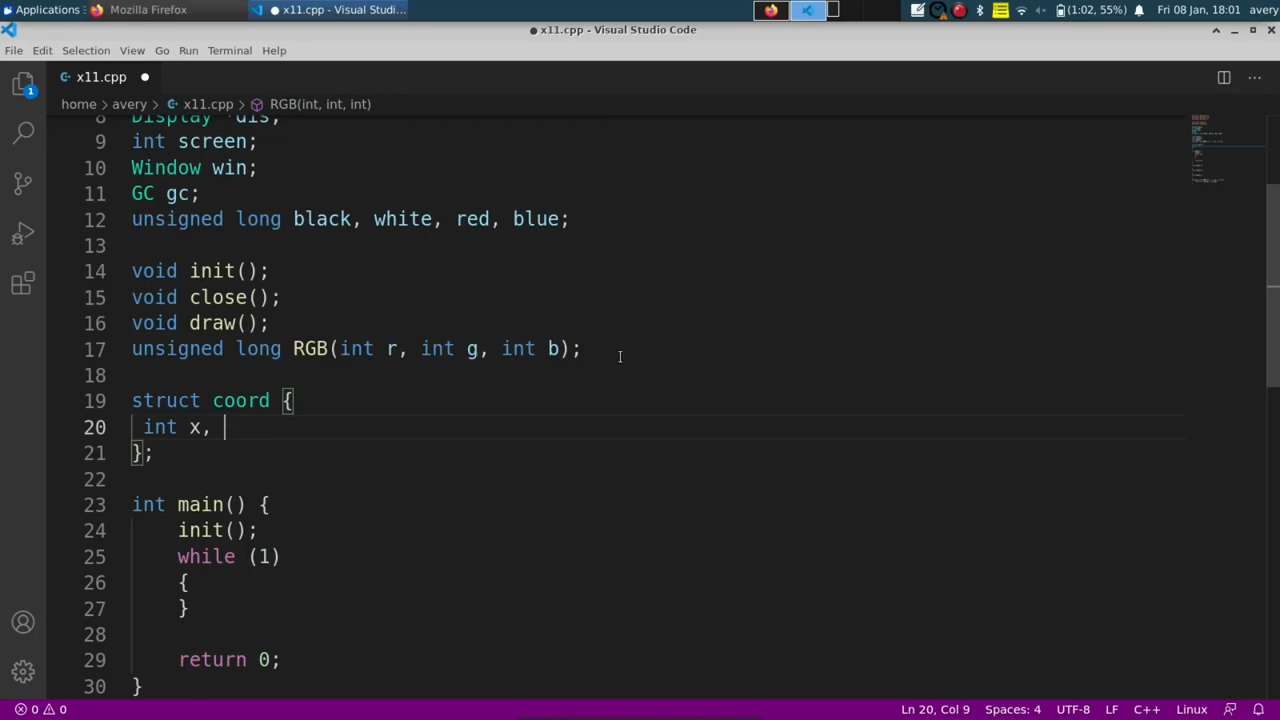 Applications Mozilla Firefox x11.cpp - Visual Studi... (1:02, 55%) Fri 08 Jan, 18:01 avery
x11.cpp - Visual Studio Code
File Edit Selection View Go Run Terminal Help
1 x11.cpp
home > avery > x11.cpp > RGB(int, int, int)
8 Display *dis;
9 int screen;
10 Window win;
11 GC gc;
12 unsigned long black, white, red, blue;
13
14 void init();
15 void close();
16 void draw();
17 unsigned long RGB(int r, int g, int b);
18
19 struct coord {
20 int x,
21 };
22
23 int main() {
24 init();
25 while (1)
26 {
27 }
28
29 return 0;
30 }
0 0 Ln 20, Col 9 Spaces: 4 UTF-8 LF C++ Linux